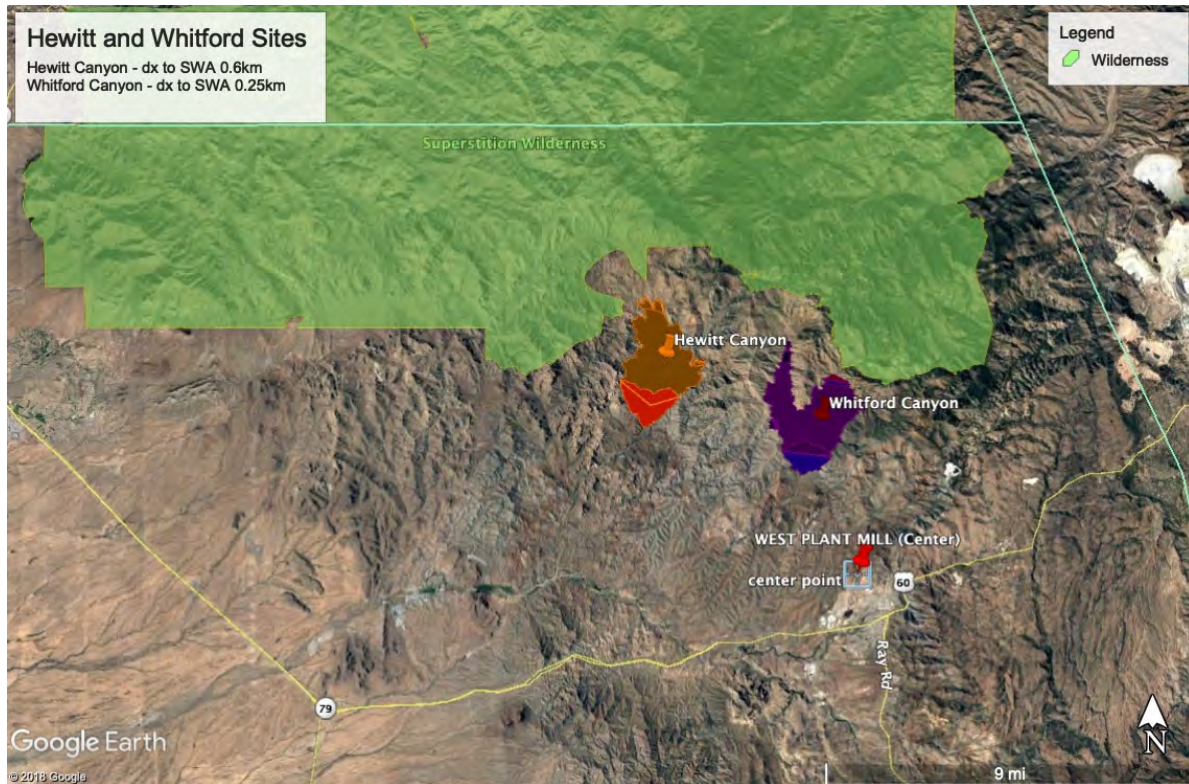 Hewitt and Whitford Sites
Hewitt Canyon - dx to SWA 0.6km
Whitford Canyon - dx to SWA 0.25km
Legend
Wilderness
Superstition Wilderness
Hewitt Canyon
Whitford Canyon
WEST PLANT MILL (Center)
center point
60
Ray Rd
79
Google Earth
N
© 2018 Google
9 mi